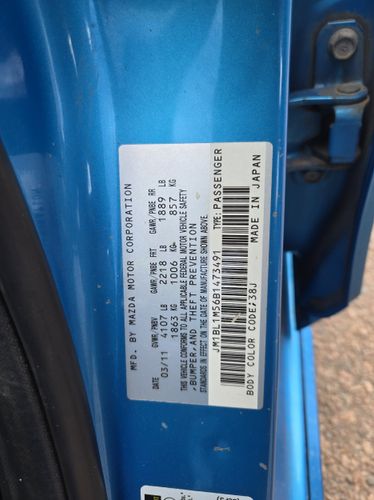 MFD. BY MAZDA MOTOR CORPORATION
03/11 GVWR/PNBV GAWR/PNBE FRT GAWR/PNBE RR
4107 LB 2218 LB 1889 LB
1863 KG 1006 KG 857 KG
THIS VEHICLE CONFORMS TO ALL APPLICABLE FEDERAL MOTOR VEHICLE SAFETY
,BUMPER,AND THEFT PREVENTION
STANDARDS IN EFFECT ON THE DATE OF MANUFACTURE SHOWN ABOVE.
JM1BL1M56B1473491 TYPE:PASSENGER
BODY COLOR CODE:38J MADE IN JAPAN